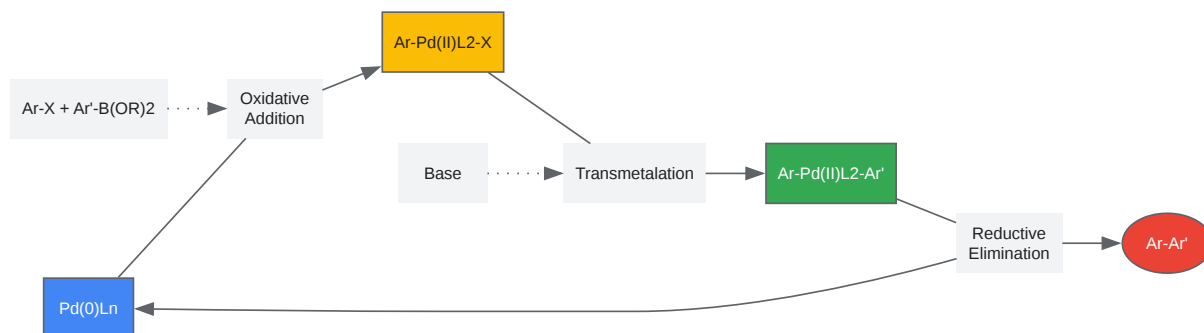 Ar-Pd(II)L2-X
Ar-X + Ar'-B(OR)2
Oxidative
Addition
Base
Transmetalation
Ar-Pd(II)L2-Ar'
Reductive
Elimination
Ar-Ar'
Pd(0)Ln